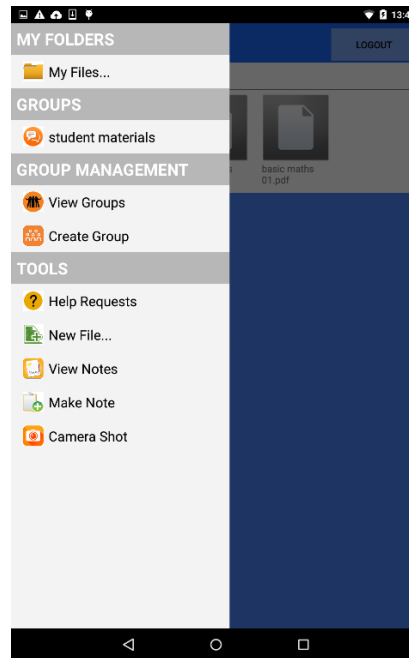 13:4
MY FOLDERS
LOGOUT
My Files...
GROUPS
student materials
basic maths
01.pdf
GROUP MANAGEMENT
View Groups
Create Group
TOOLS
Help Requests
New File...
View Notes
Make Note
Camera Shot